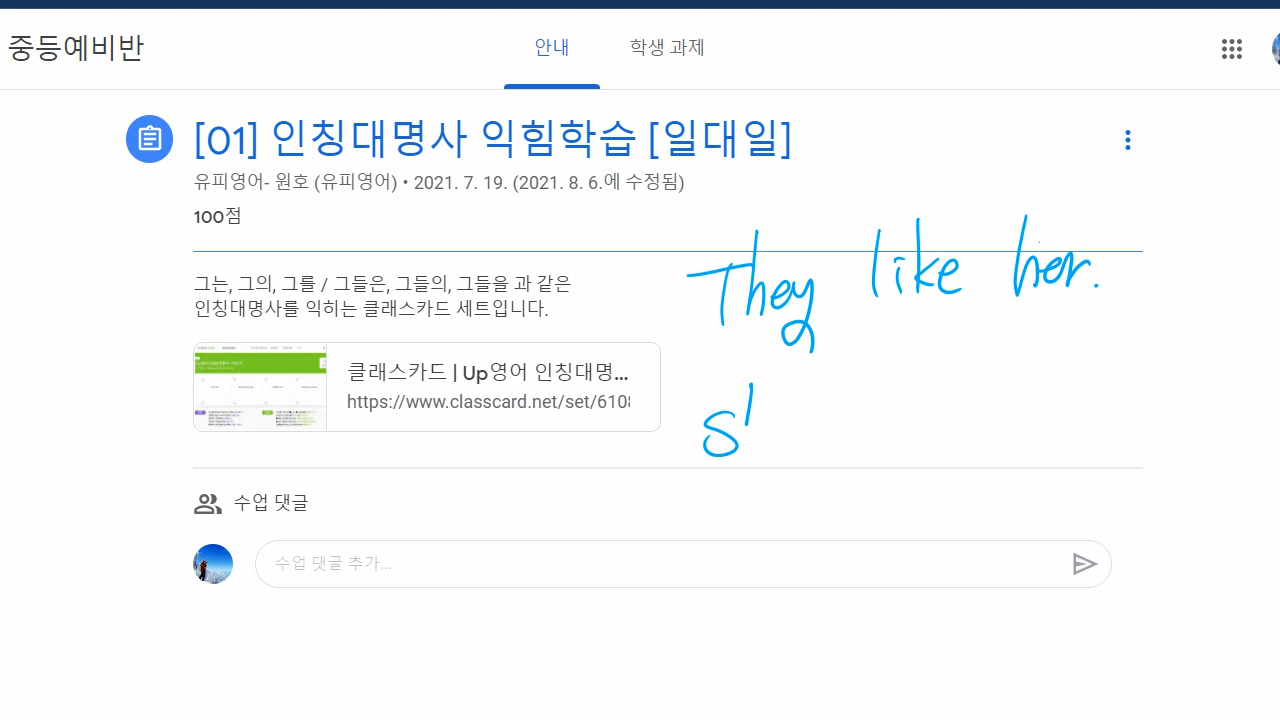 중등예비반
안내
학생 과제
[01] 인칭대명사 익힘학습 [일대일]
유피영어- 원호 (유피영어) • 2021. 7. 19. (2021. 8. 6.에 수정됨)
100점
They like her.
그는, 그의, 그를 / 그들은, 그들의, 그들을 과 같은
인칭대명사를 익히는 클래스카드 세트입니다.
클래스카드 | Up영어 인칭대명...
https://www.classcard.net/set/6108
s'
수업 댓글
수업 댓글 추가...